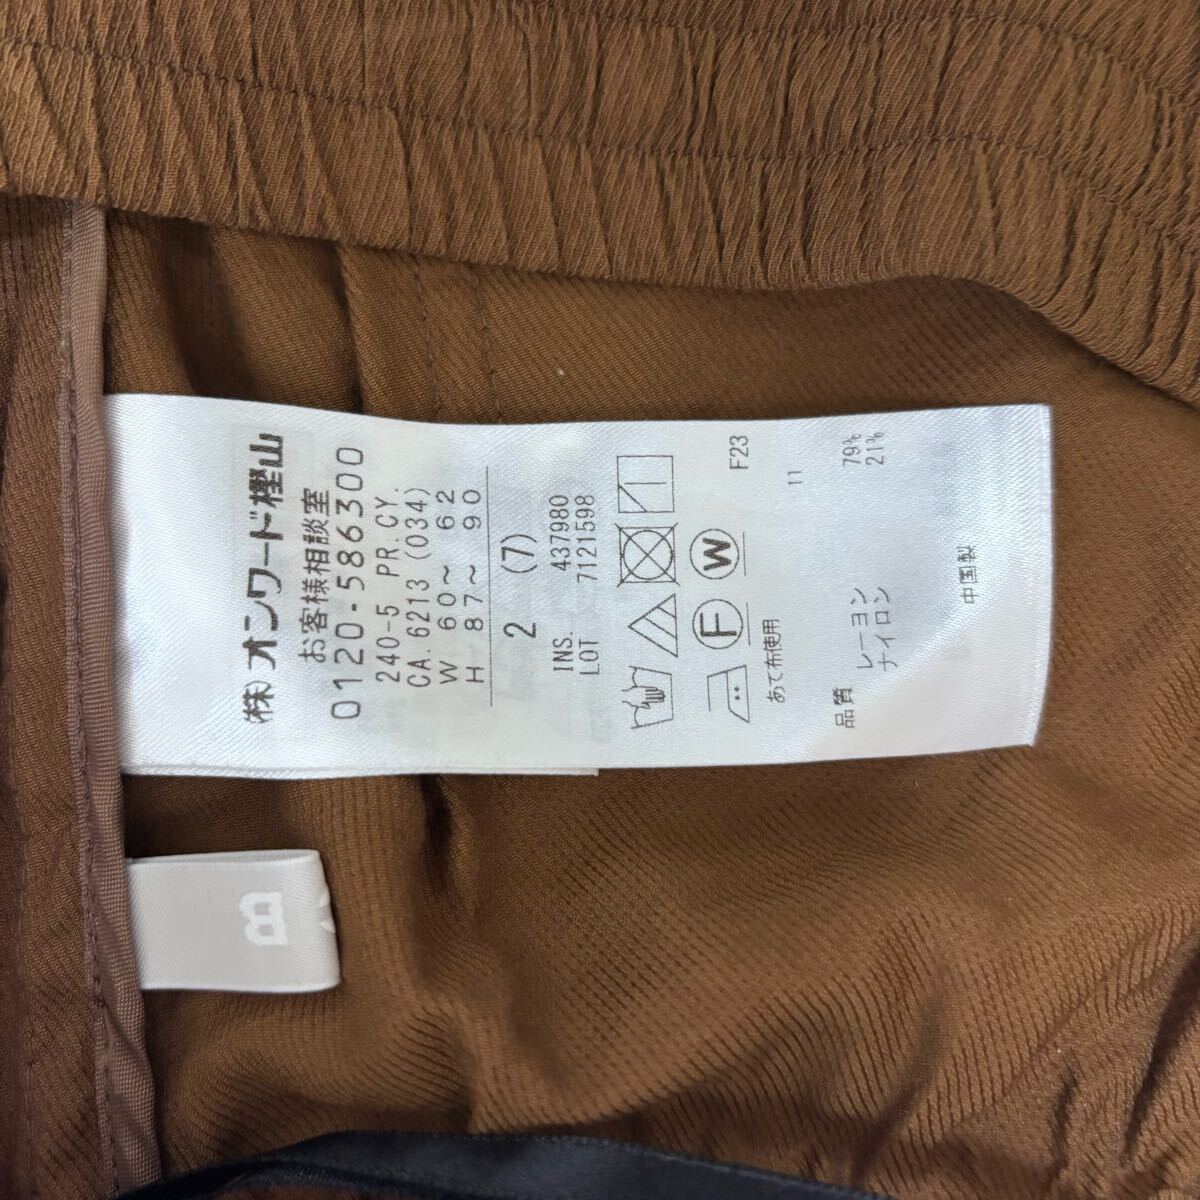 (株)オンワード樫山
お客様相談室
0120-586300
240-5 PR.CY.
CA.6213 (034)
W 60~ 62
H 87~ 90
2 (7)
INS. 437980
LOT 7121598
W
F
F23
あて布使用
11
品質 レーヨン 79%
ナイロン 21%
中国製
B